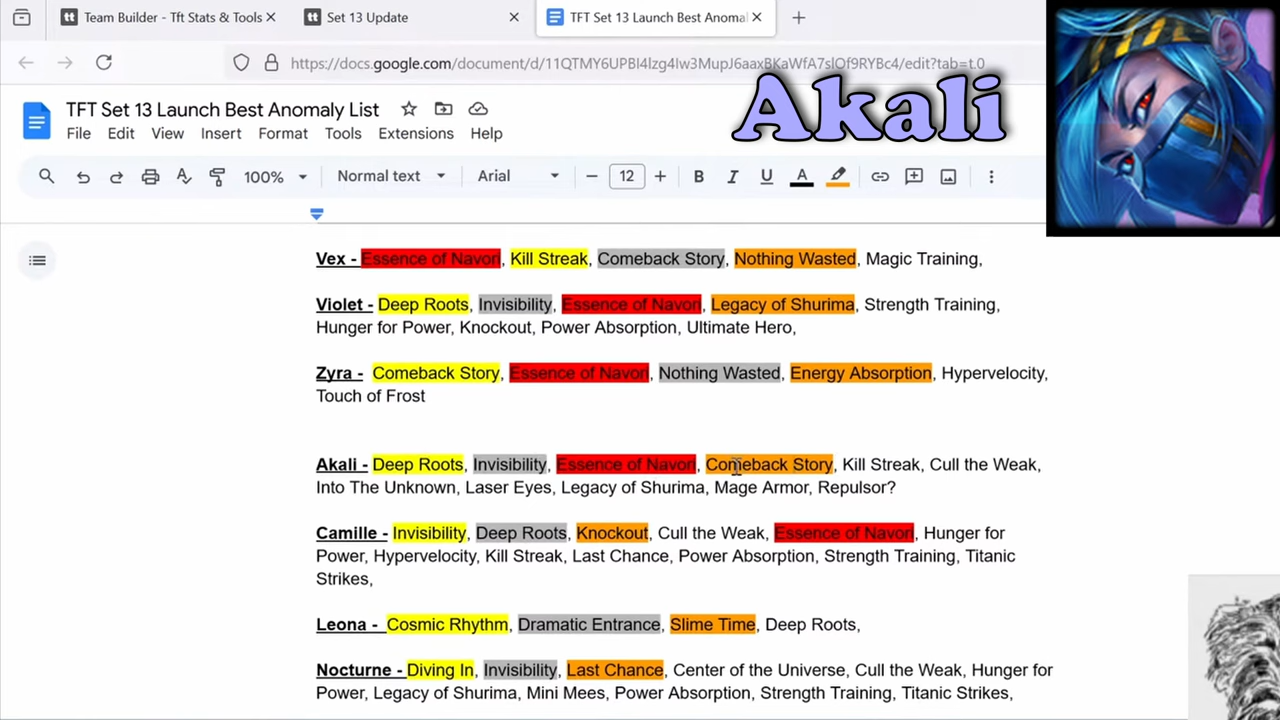 Team Builder - Tft Stats & Tools
Set 13 Update
TFT Set 13 Launch Best Anomal
https://docs.google.com/document/d/11QTMY6UPBI4lzg4Iw3MupJ6aaxBKaWfA7slOf9RYBc4/edit?tab=t.0
Akali
TFT Set 13 Launch Best Anomaly List
File Edit View Insert Format Tools Extensions Help
100% Normal text Arial 12 B I U A
Vex - Essence of Navori, Kill Streak, Comeback Story, Nothing Wasted, Magic Training,
Violet - Deep Roots, Invisibility, Essence of Navori, Legacy of Shurima, Strength Training,
Hunger for Power, Knockout, Power Absorption, Ultimate Hero,
Zyra - Comeback Story, Essence of Navori, Nothing Wasted, Energy Absorption, Hypervelocity,
Touch of Frost
Akali - Deep Roots, Invisibility, Essence of Navori, Comeback Story, Kill Streak, Cull the Weak,
Into The Unknown, Laser Eyes, Legacy of Shurima, Mage Armor, Repulsor?
Camille - Invisibility, Deep Roots, Knockout, Cull the Weak, Essence of Navori, Hunger for
Power, Hypervelocity, Kill Streak, Last Chance, Power Absorption, Strength Training, Titanic
Strikes,
Leona - Cosmic Rhythm, Dramatic Entrance, Slime Time, Deep Roots,
Nocturne - Diving In, Invisibility, Last Chance, Center of the Universe, Cull the Weak, Hunger for
Power, Legacy of Shurima, Mini Mees, Power Absorption, Strength Training, Titanic Strikes,